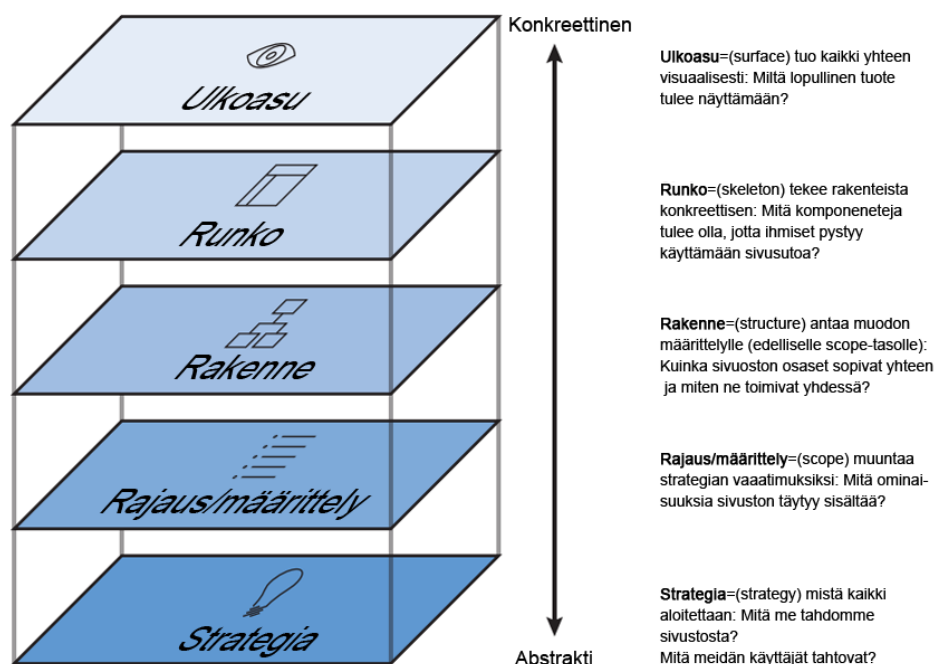 Konkreettinen
Ulkoasu
Ulkoasu=(surface) tuo kaikki yhteen
visuaalisesti: Miltä lopullinen tuote
tulee näyttämään?
Runko
Runko=(skeleton) tekee rakenteista
konkreettisen: Mitä komponeneteja
tulee olla, jotta ihmiset pystyy
käyttämään sivusutoa?
Rakenne
Rakenne=(structure) antaa muodon
määrittelylle (edelliselle scope-tasolle):
Kuinka sivuoston osaset sopivat yhteen
ja miten ne toimivat yhdessä?
Rajaus/määrittely
Rajaus/määrittely=(scope) muuntaa
strategian vaaatimuksiksi: Mitä ominai-
suuksia sivuston täytyy sisältää?
Strategia
Strategia=(strategy) mistä kaikki
aloitetaan: Mitä me tahdomme
sivustosta?
Mitä meidän käyttäjät tahtovat?
Abstrakti